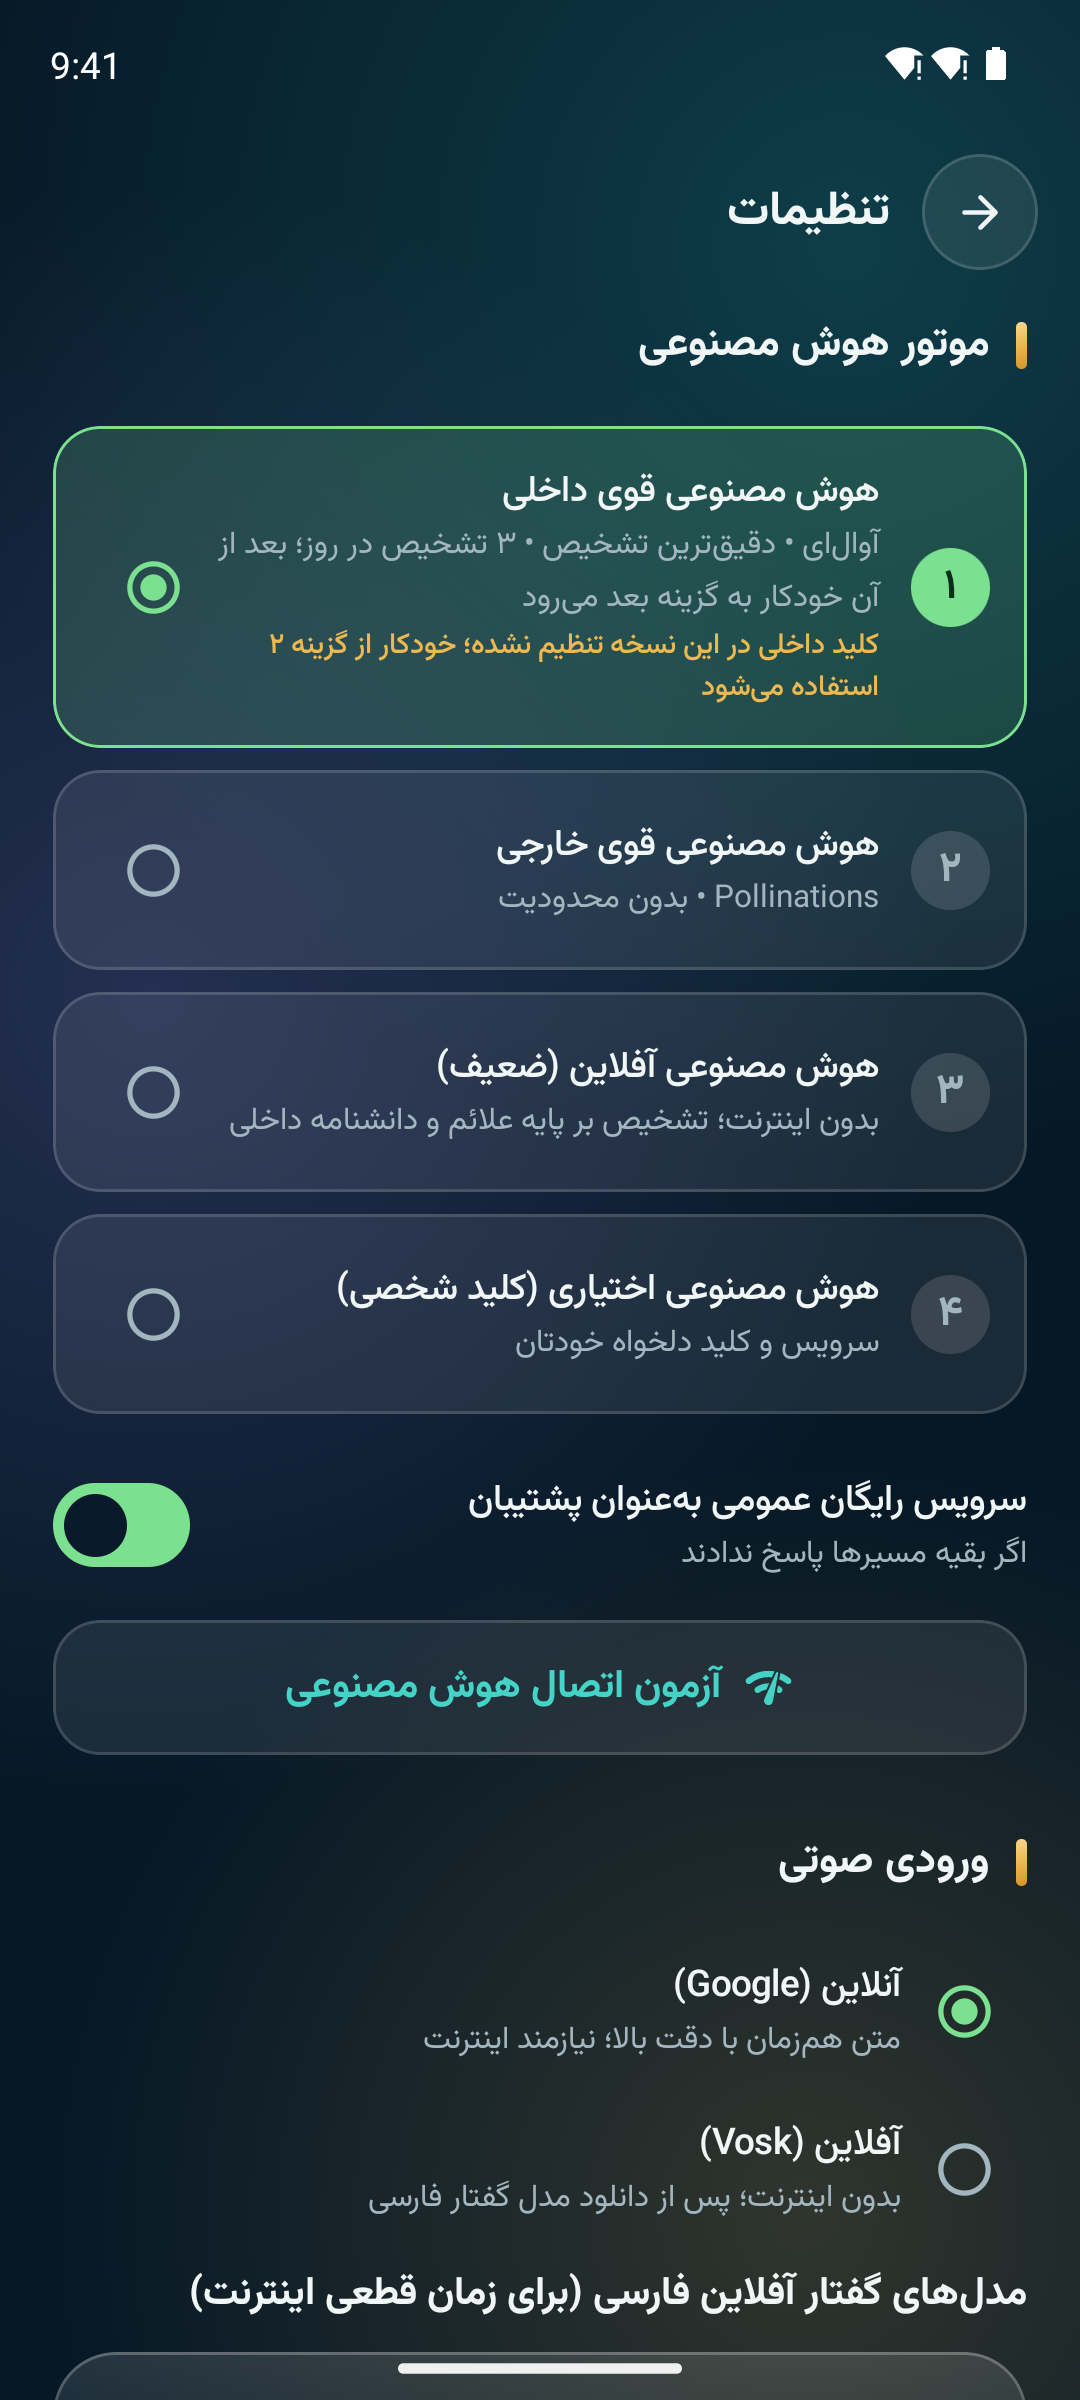 9:41
تنظیمات
موتور هوش مصنوعی
هوش مصنوعی قوی داخلی
آوال‌ای • دقیق‌ترین تشخیص • ۳ تشخیص در روز؛ بعد از
آن خودکار به گزینه بعد می‌رود
کلید داخلی در این نسخه تنظیم نشده؛ خودکار از گزینه ۲
استفاده می‌شود
۱
هوش مصنوعی قوی خارجی
Pollinations • بدون محدودیت
۲
هوش مصنوعی آفلاین (ضعیف)
بدون اینترنت؛ تشخیص بر پایه علائم و دانشنامه داخلی
۳
هوش مصنوعی اختیاری (کلید شخصی)
سرویس و کلید دلخواه خودتان
۴
سرویس رایگان عمومی به‌عنوان پشتیبان
اگر بقیه مسیرها پاسخ ندادند
آزمون اتصال هوش مصنوعی
ورودی صوتی
آنلاین (Google)
متن هم‌زمان با دقت بالا؛ نیازمند اینترنت
آفلاین (Vosk)
بدون اینترنت؛ پس از دانلود مدل گفتار فارسی
مدل‌های گفتار آفلاین فارسی (برای زمان قطعی اینترنت)